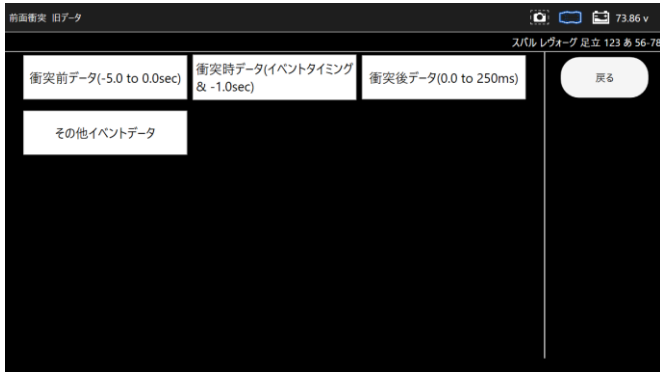 前面衝突 旧データ
73.86 v
スバル レヴォーグ 足立 123 あ 56-78
衝突前データ(-5.0 to 0.0sec)
衝突時データ(イベントタイミング
& -1.0sec)
衝突後データ(0.0 to 250ms)
戻る
その他イベントデータ